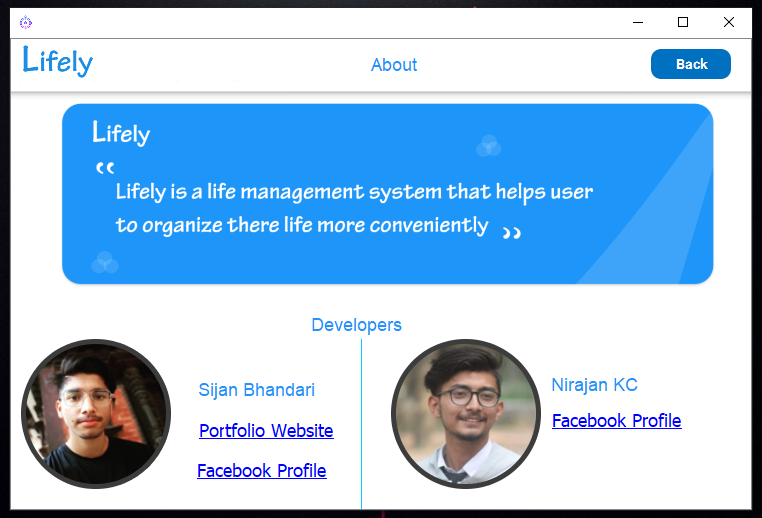 Lifely
About
Back
Lifely
“
Lifely is a life management system that helps user
to organize there life more conveniently ”
Developers
Sijan Bhandari
Portfolio Website
Facebook Profile
Nirajan KC
Facebook Profile